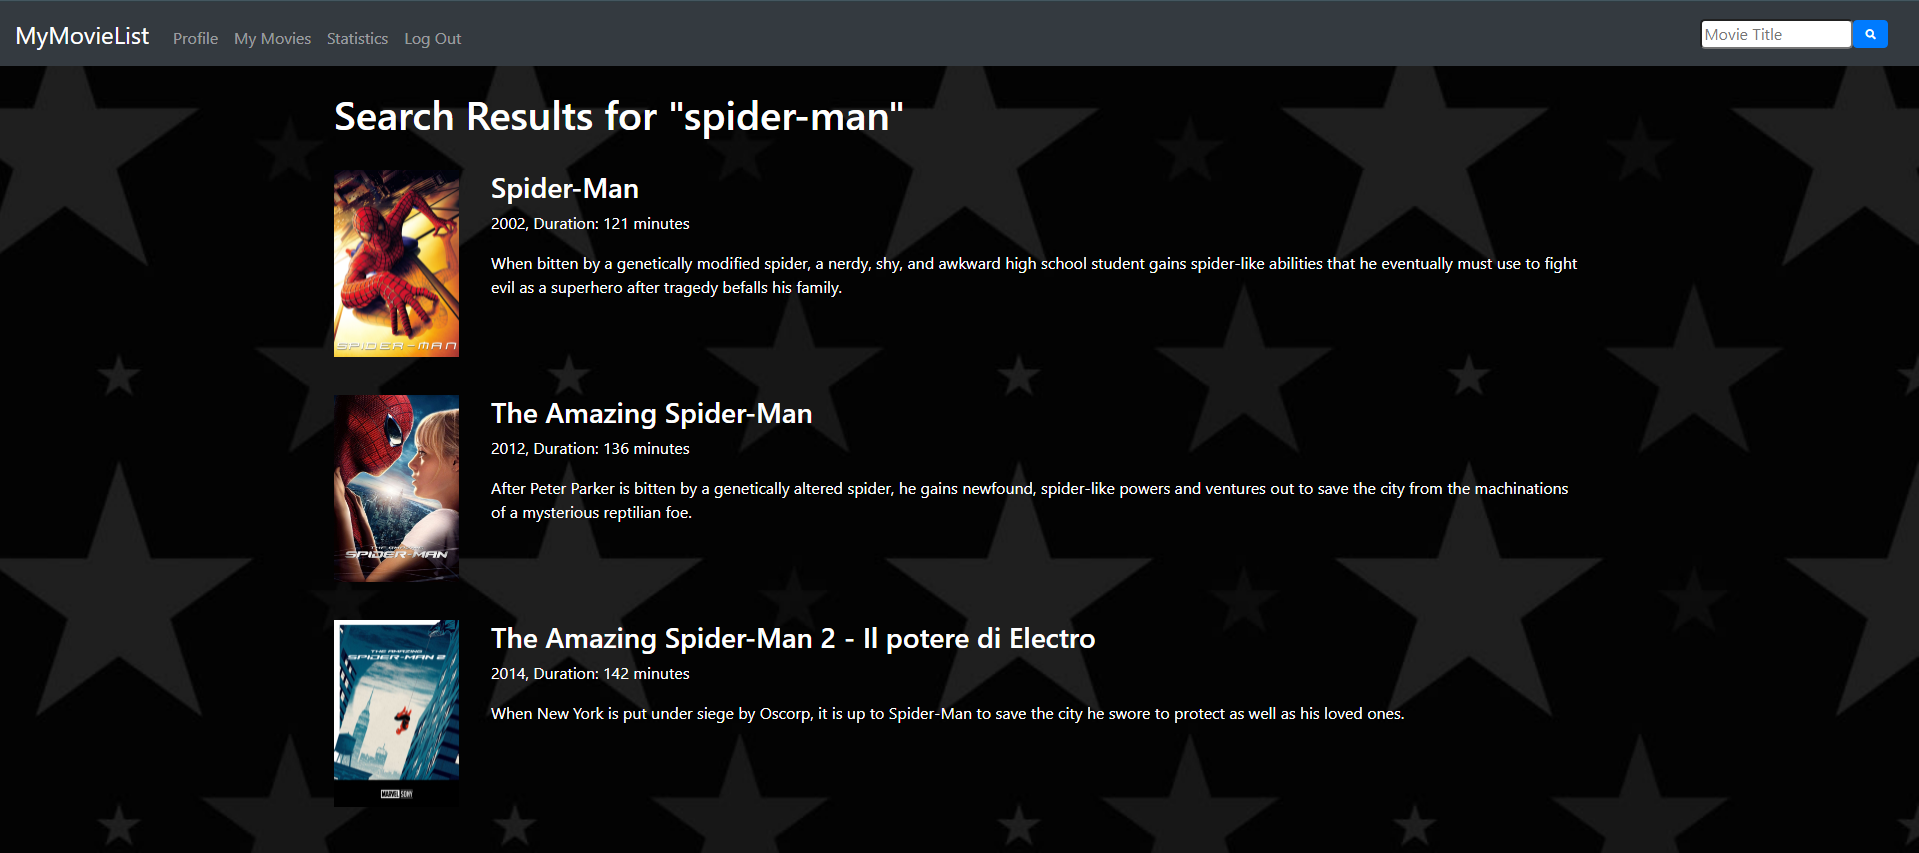 MyMovieList Profile My Movies Statistics Log Out Movie Title
Search Results for "spider-man"
SPIDER-MAN
Spider-Man
2002, Duration: 121 minutes
When bitten by a genetically modified spider, a nerdy, shy, and awkward high school student gains spider-like abilities that he eventually must use to fight
evil as a superhero after tragedy befalls his family.
THE AMAZING
SPIDER-MAN
The Amazing Spider-Man
2012, Duration: 136 minutes
After Peter Parker is bitten by a genetically altered spider, he gains newfound, spider-like powers and ventures out to save the city from the machinations
of a mysterious reptilian foe.
THE AMAZING
SPIDER-MAN 2
MARVEL SONY
The Amazing Spider-Man 2 - Il potere di Electro
2014, Duration: 142 minutes
When New York is put under siege by Oscorp, it is up to Spider-Man to save the city he swore to protect as well as his loved ones.